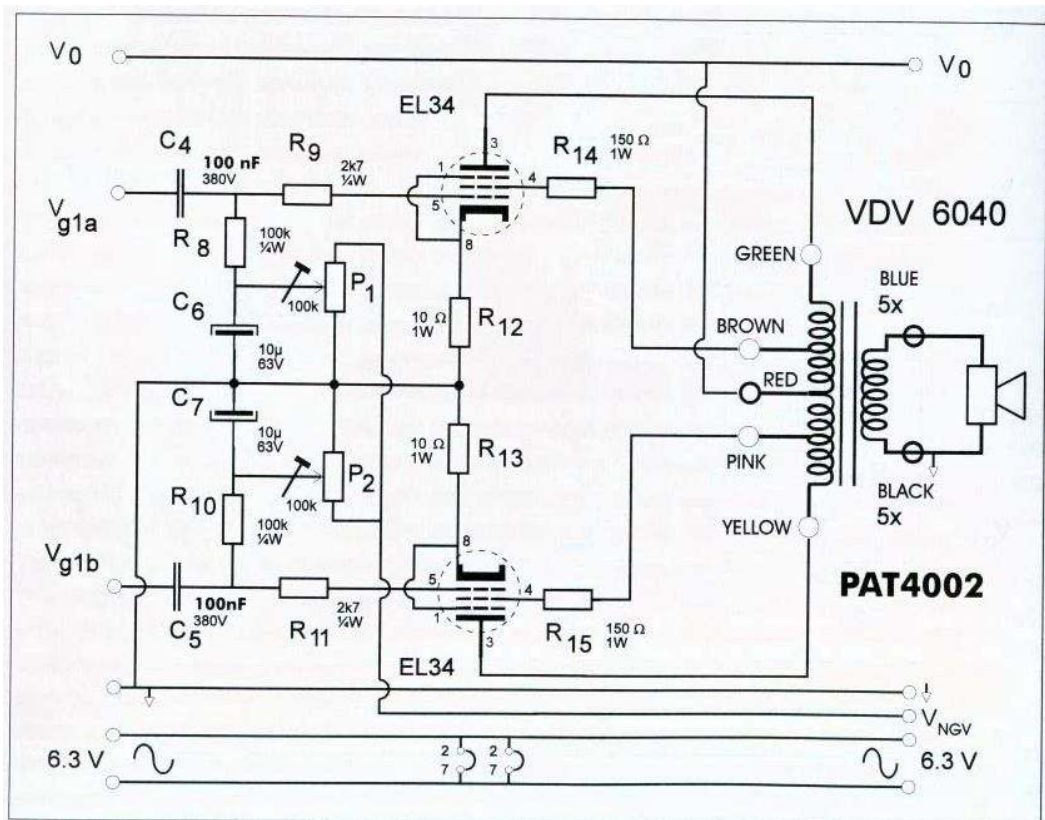 V0
V0
EL34
C4
100 nF
380V
R9
2k7
¼W
3
1
5
4
8
R14
150 Ω
1W
Vg1a
R8
100k
¼W
VDV 6040
GREEN
P1
100k
C6
10µ
63V
10 Ω
1W
R12
BLUE
5x
BROWN
RED
C7
10µ
63V
10 Ω
1W
R13
PINK
P2
100k
R10
100k
¼W
BLACK
5x
YELLOW
Vg1b
8
5
4
1
3
100nF
380V
C5
2k7
¼W
R11
R15
150 Ω
1W
PAT4002
EL34
VNGV
6.3 V
2
2
7
7
6.3 V